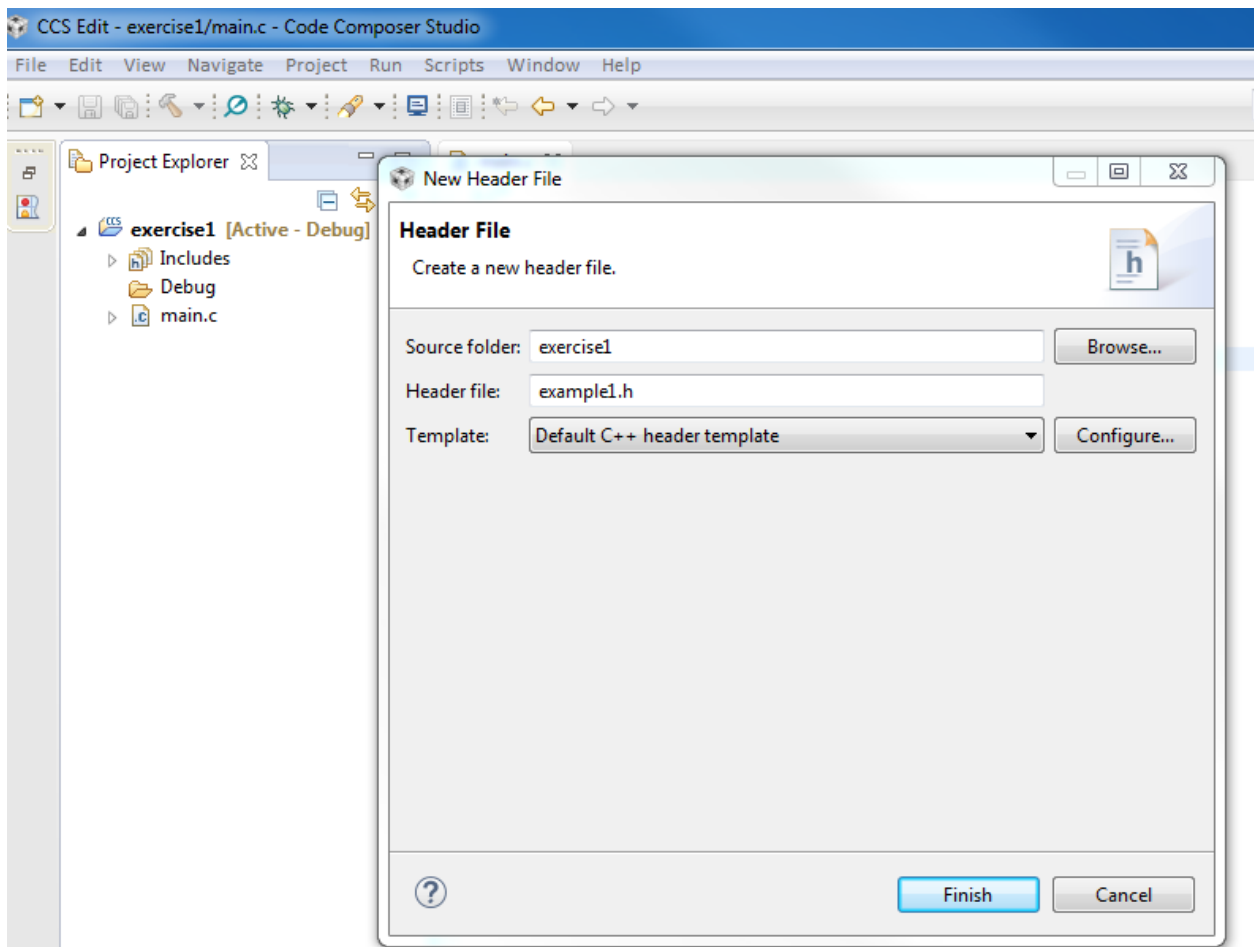 CCS Edit - exercise1/main.c - Code Composer Studio
File Edit View Navigate Project Run Scripts Window Help
Project Explorer
New Header File
exercise1 [Active - Debug]
Includes
Debug
main.c
Header File
Create a new header file.
Source folder: exercise1 Browse...
Header file: example1.h
Template: Default C++ header template Configure...
Finish Cancel